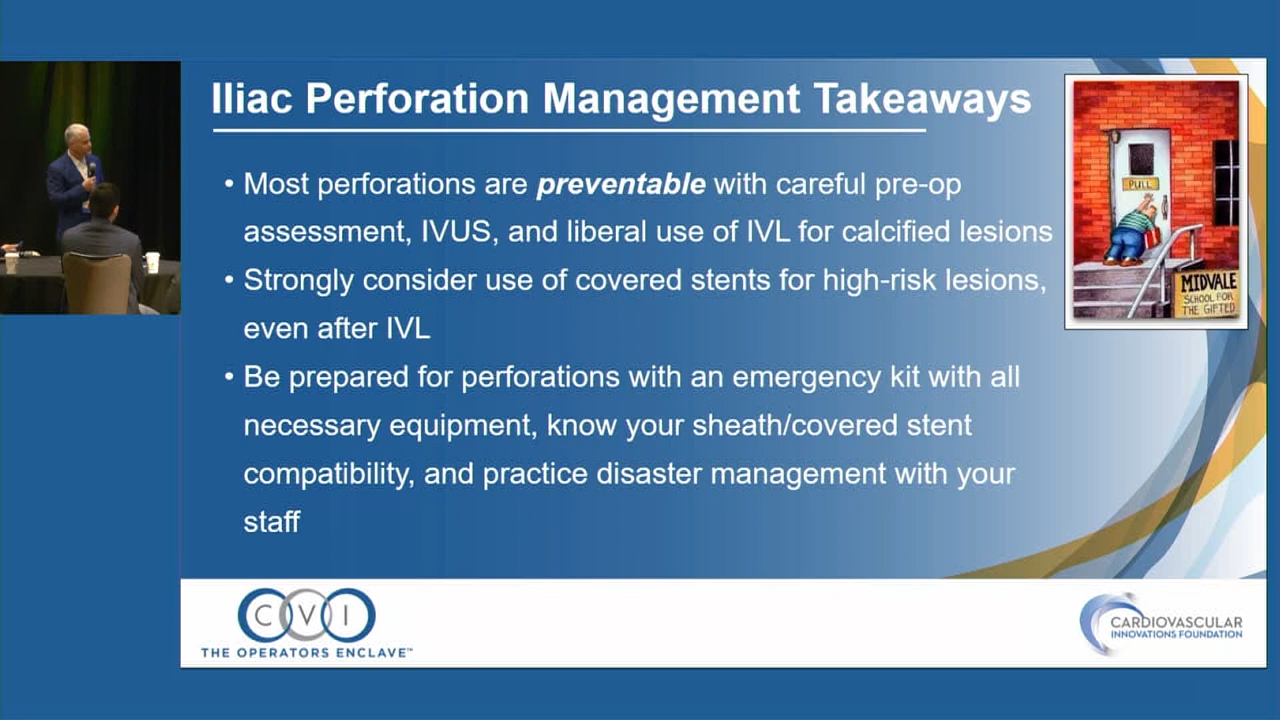 Iliac Perforation Management Takeaways
• Most perforations are preventable with careful pre-op
assessment, IVUS, and liberal use of IVL for calcified lesions
• Strongly consider use of covered stents for high-risk lesions,
even after IVL
• Be prepared for perforations with an emergency kit with all
necessary equipment, know your sheath/covered stent
compatibility, and practice disaster management with your
staff
PULL
MIDVALE
SCHOOL FOR
THE GIFTED
CVI
THE OPERATORS ENCLAVE™
CARDIOVASCULAR
INNOVATIONS FOUNDATION